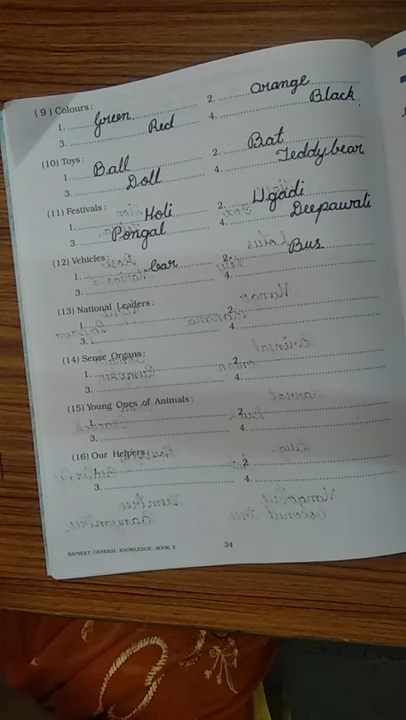 (9) Colours:
1. Green 2. Orange
3. Red 4. Black
(10) Toys:
1. Ball 2. Bat
3. Doll 4. Teddybear
(11) Festivals:
1. Holi 2. Ugadi
3. Pongal 4. Deepawali
(12) Vehicles:
1. Car 2. Bus
3. 4.
(13) National Leaders:
1. 2.
3. 4.
(14) Sense Organs:
1. 2.
3. 4.
(15) Young Ones of Animals:
1. 2.
3. 4.
(16) Our Helpers:
1. 2.
3. 4.
NAVNEET GENERAL KNOWLEDGE: BOOK 2
34